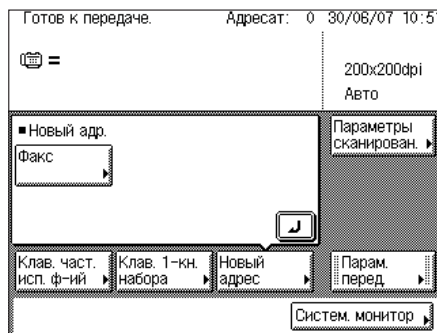 Готов к передаче. Адресат: 0 30/06/07 10:5
=
200x200dpi
Авто
■Новый адр.
Факс
Параметры
сканирован.
Клав. част.
исп. ф-ий
Клав. 1-кн.
набора
Новый
адрес
Парам.
перед.
Систем. монитор